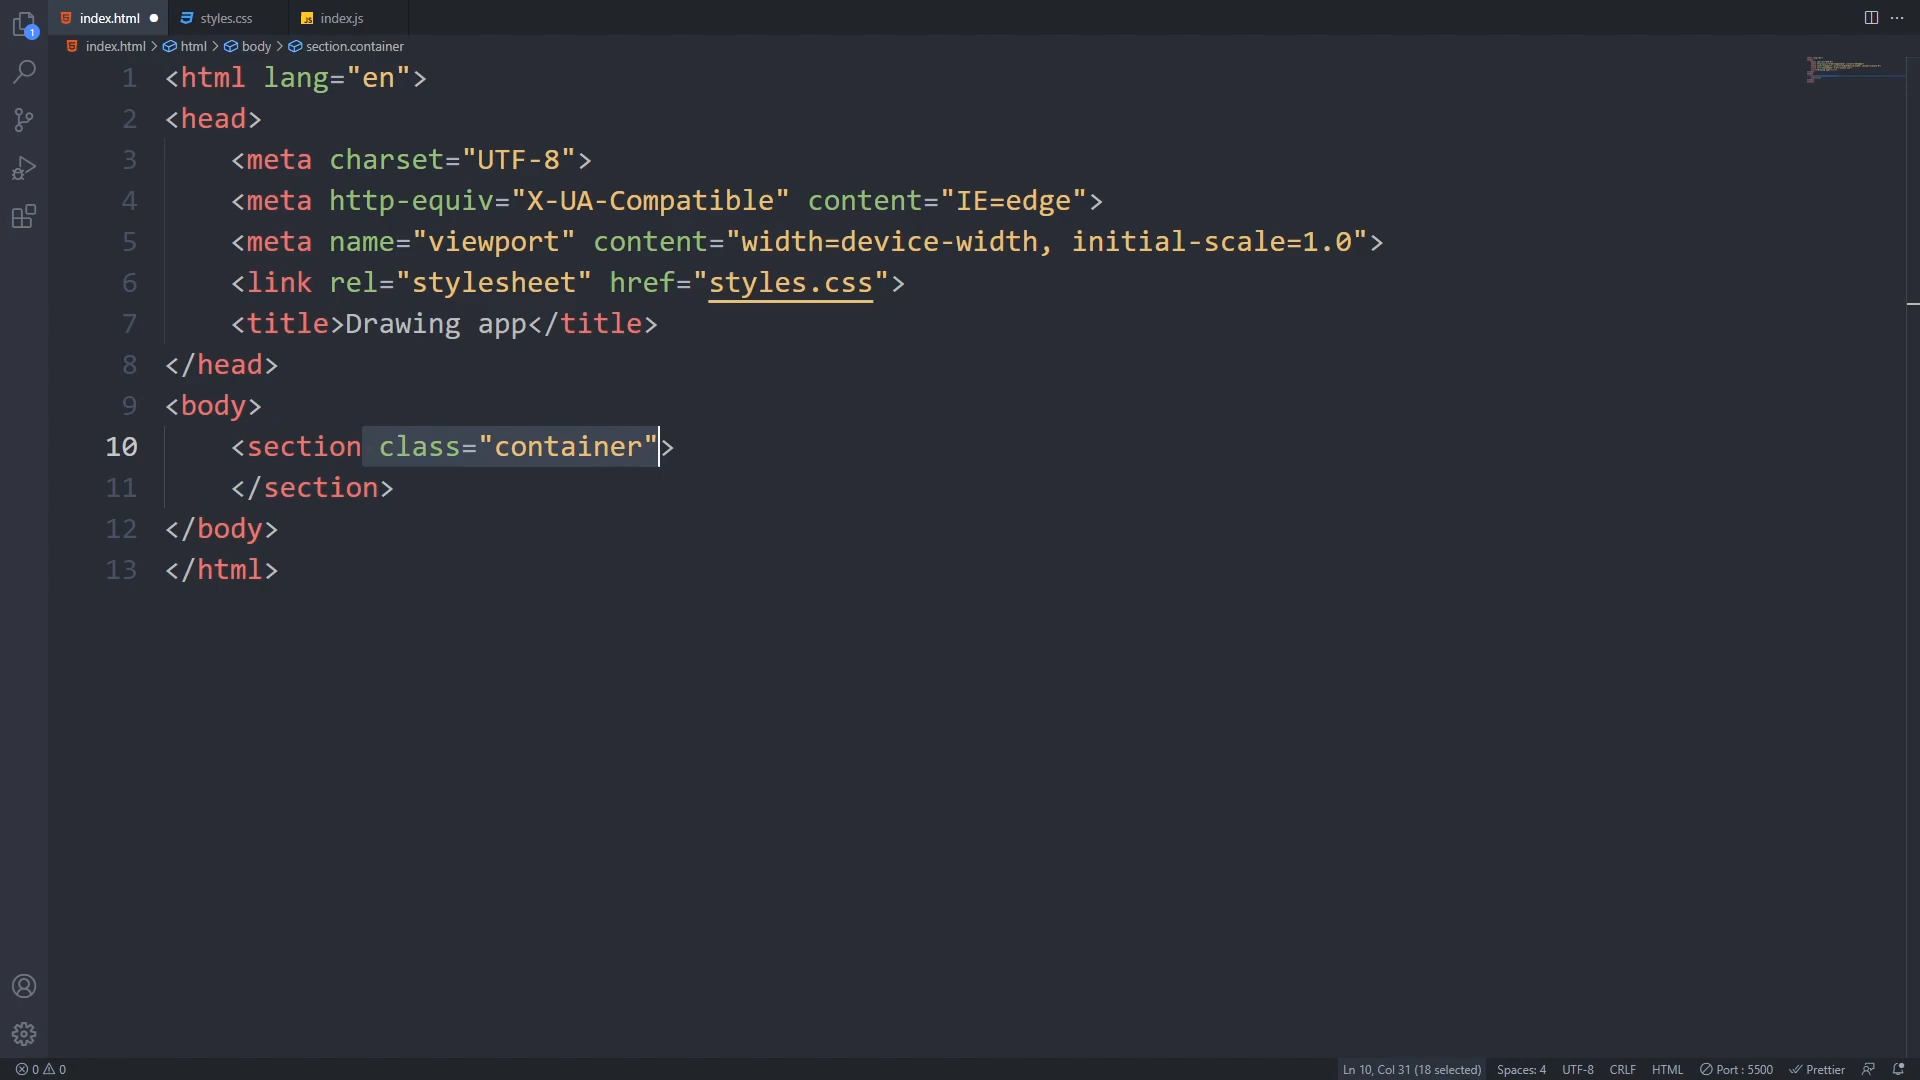 index.html styles.css index.js
index.html > html > body > section.container
1
1 <html lang="en">
2 <head>
3 <meta charset="UTF-8">
4 <meta http-equiv="X-UA-Compatible" content="IE=edge">
5 <meta name="viewport" content="width=device-width, initial-scale=1.0">
6 <link rel="stylesheet" href="styles.css">
7 <title>Drawing app</title>
8 </head>
9 <body>
10 <section class="container">
11 </section>
12 </body>
13 </html>
0 0 Ln 10, Col 31 (18 selected) Spaces: 4 UTF-8 CRLF HTML Port : 5500 Prettier